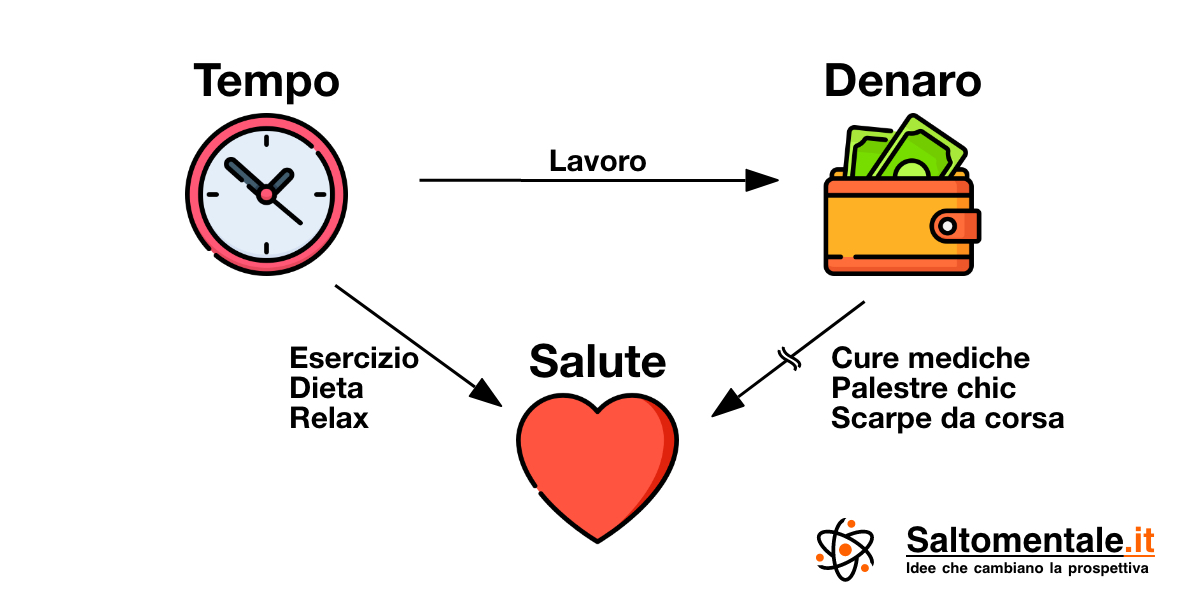 Tempo
Denaro
Lavoro
Salute
Esercizio
Dieta
Relax
Cure mediche
Palestre chic
Scarpe da corsa
Saltomentale.it
Idee che cambiano la prospettiva